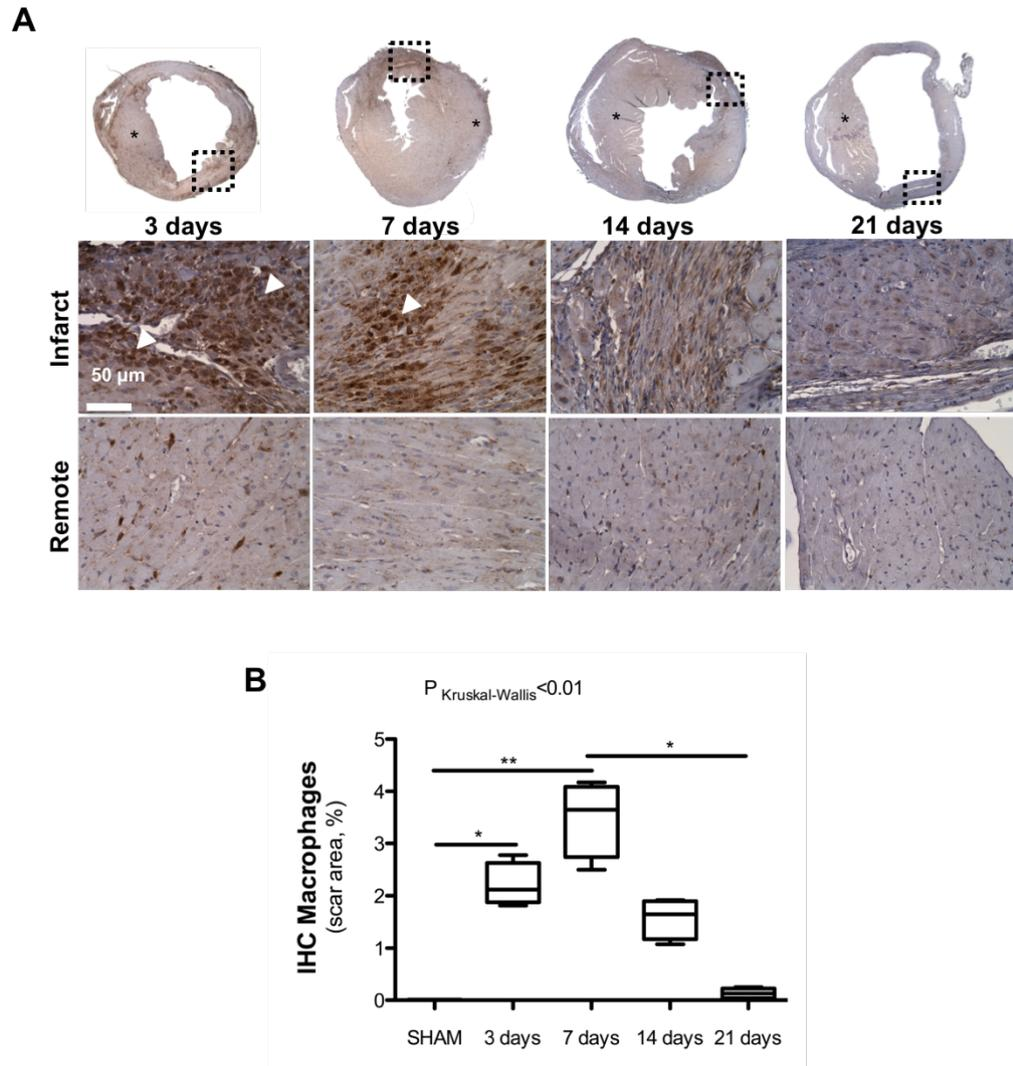 A
* * * *
3 days 7 days 14 days 21 days
Infarct
50 µm
Remote
B
P Kruskal-Wallis<0.01
IHC Macrophages
(scar area, %)
5
4
3
2
1
0
** *
*
SHAM 3 days 7 days 14 days 21 days